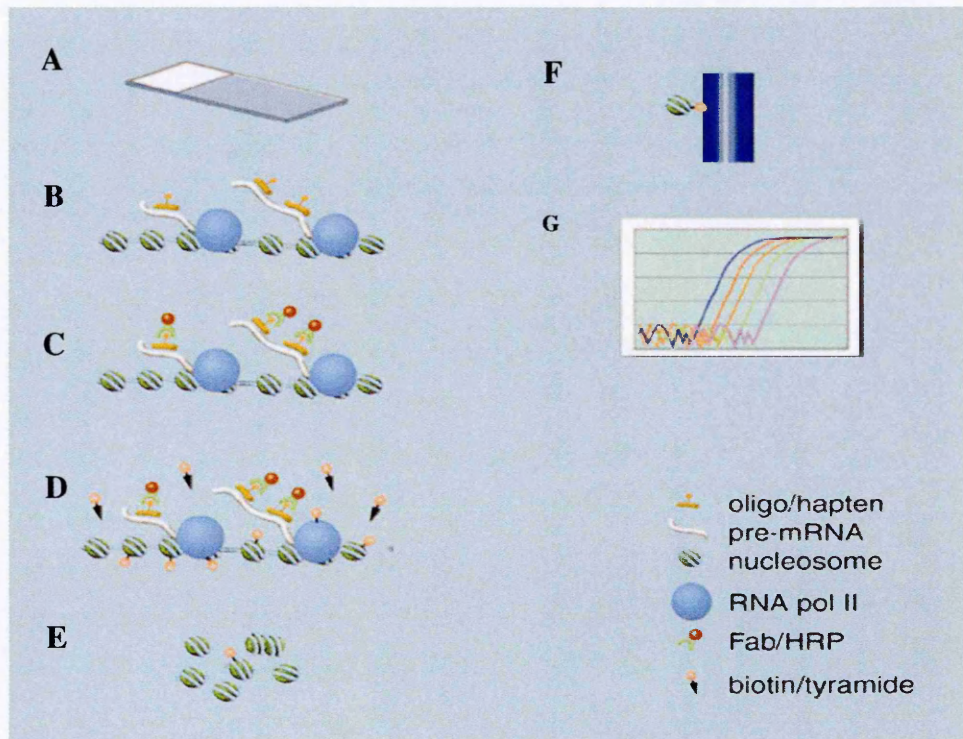 A
B
C
D
E
F
G
oligo/hapten
pre-mRNA
nucleosome
RNA pol II
Fab/HRP
biotin/tyramide